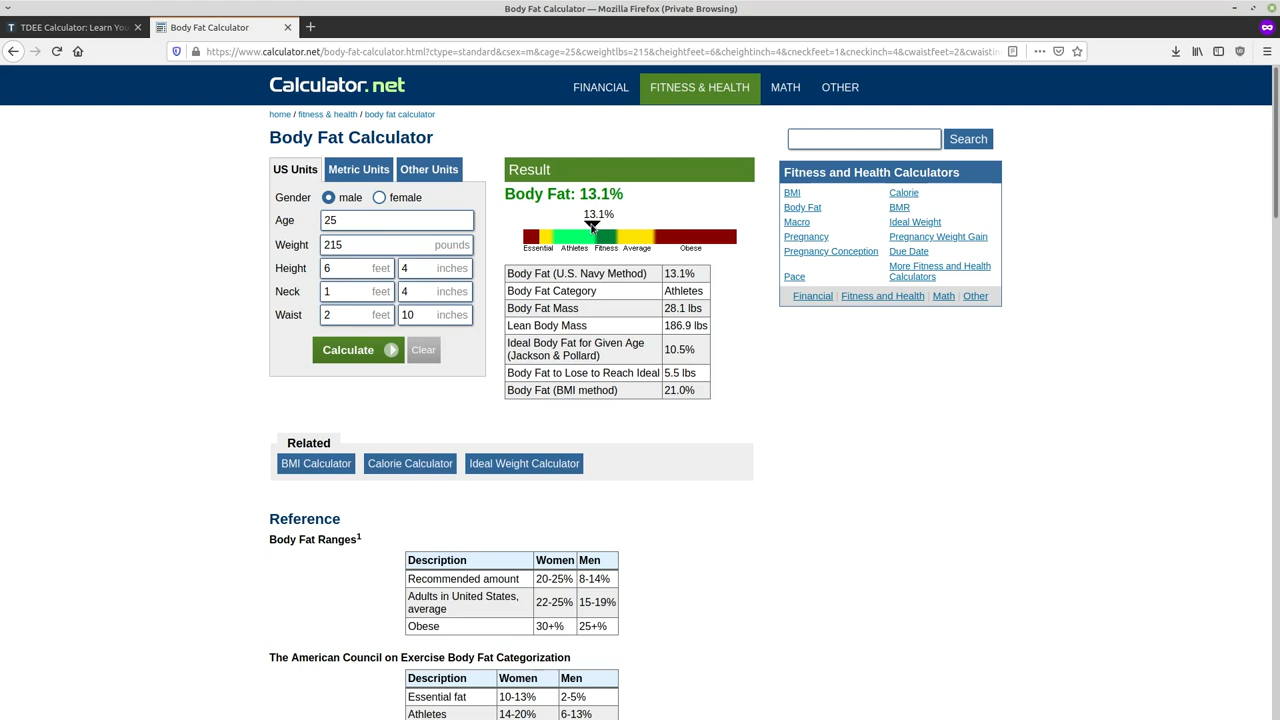 Body Fat Calculator — Mozilla Firefox (Private Browsing)
TDEE Calculator: Learn You
Body Fat Calculator
https://www.calculator.net/body-fat-calculator.html?ctype=standard&csex=m&cage=25&cweightlbs=215&cheightfeet=6&cheightinch=4&cneckfeet=1&cneckinch=4&cwaistfeet=2&cwaistin
Calculator.net
FINANCIAL FITNESS & HEALTH MATH OTHER
home / fitness & health / body fat calculator
Body Fat Calculator
Search
US Units Metric Units Other Units
Gender male female
Age 25
Weight 215 pounds
Height 6 feet 4 inches
Neck 1 feet 4 inches
Waist 2 feet 10 inches
Calculate Clear
Result
Body Fat: 13.1%
13.1%
Essential Athletes Fitness Average Obese
Body Fat (U.S. Navy Method) 13.1%
Body Fat Category Athletes
Body Fat Mass 28.1 lbs
Lean Body Mass 186.9 lbs
Ideal Body Fat for Given Age
(Jackson & Pollard) 10.5%
Body Fat to Lose to Reach Ideal 5.5 lbs
Body Fat (BMI method) 21.0%
Fitness and Health Calculators
BMI Calorie
Body Fat BMR
Macro Ideal Weight
Pregnancy Pregnancy Weight Gain
Pregnancy Conception Due Date
Pace More Fitness and Health
Calculators
Financial | Fitness and Health | Math | Other
Related
BMI Calculator Calorie Calculator Ideal Weight Calculator
Reference
Body Fat Ranges1
Description Women Men
Recommended amount 20-25% 8-14%
Adults in United States,
average 22-25% 15-19%
Obese 30+% 25+%
The American Council on Exercise Body Fat Categorization
Description Women Men
Essential fat 10-13% 2-5%
Athletes 14-20% 6-13%